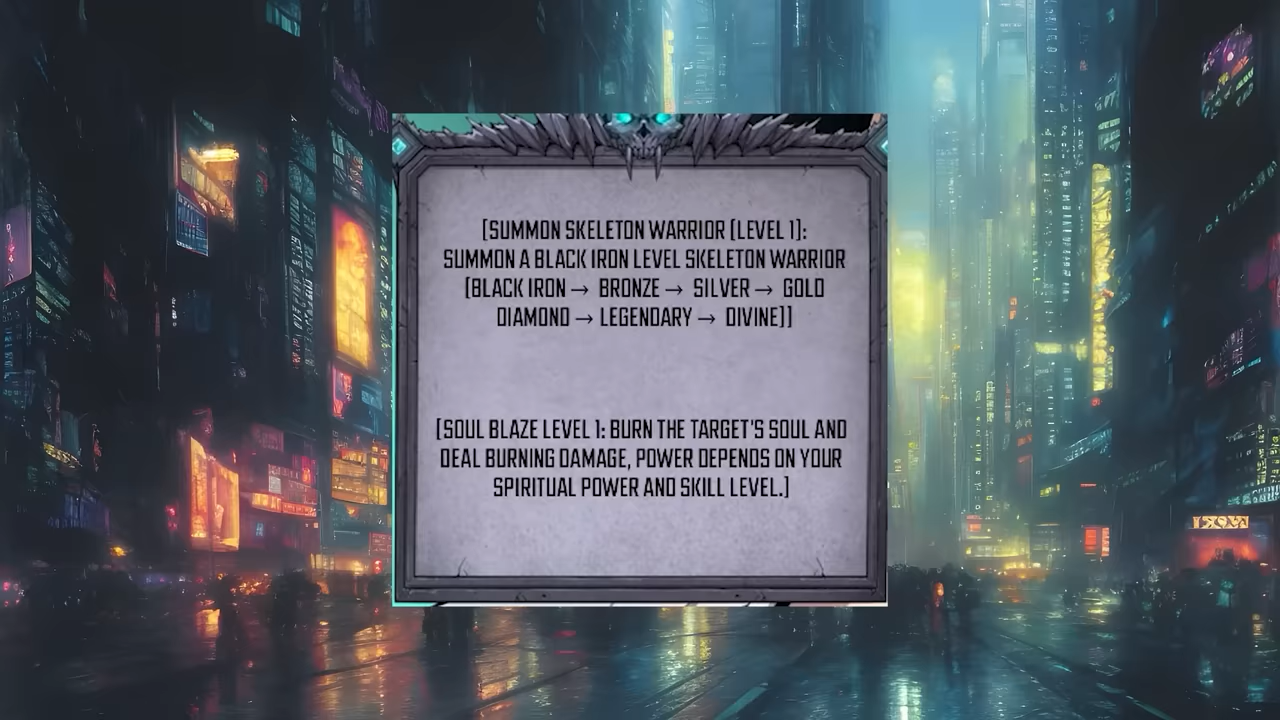 [SUMMON SKELETON WARRIOR [LEVEL 1]:
SUMMON A BLACK IRON LEVEL SKELETON WARRIOR
[BLACK IRON → BRONZE → SILVER → GOLD
DIAMOND → LEGENDARY → DIVINE]]
[SOUL BLAZE LEVEL 1: BURN THE TARGET'S SOUL AND
DEAL BURNING DAMAGE, POWER DEPENDS ON YOUR
SPIRITUAL POWER AND SKILL LEVEL.]